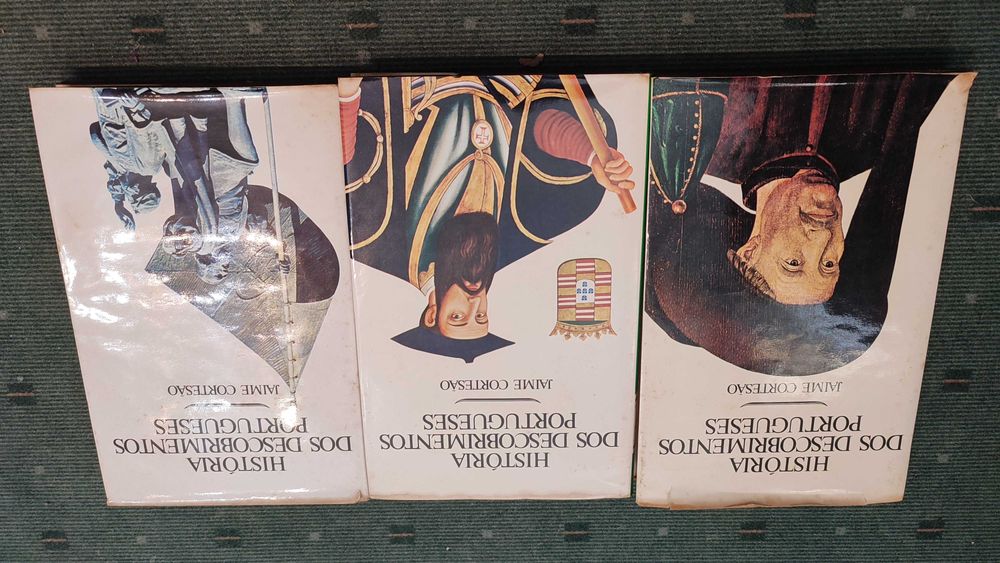 HISTÓRIA
DOS DESCOBRIMENTOS
PORTUGUESES
JAIME CORTESÃO
HISTÓRIA
DOS DESCOBRIMENTOS
PORTUGUESES
JAIME CORTESÃO
HISTÓRIA
DOS DESCOBRIMENTOS
PORTUGUESES
JAIME CORTESÃO